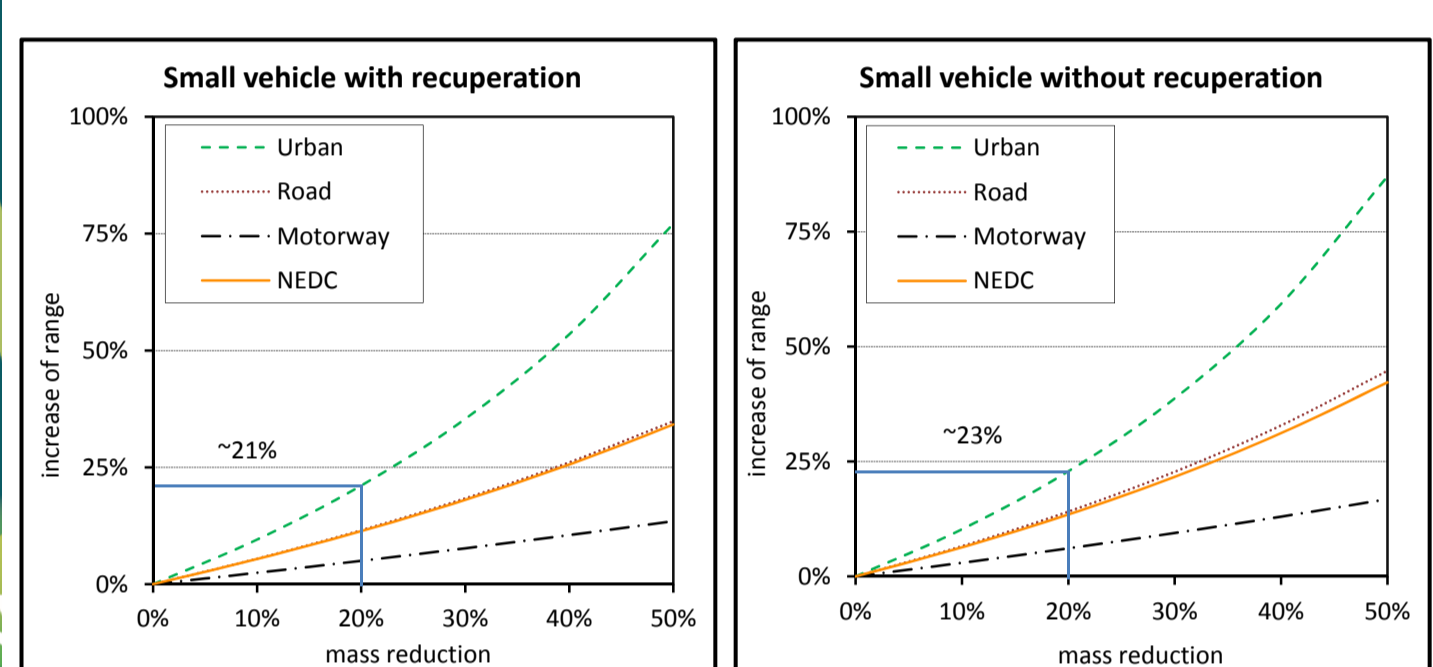 Small vehicle with recuperation
100%
75%
50%
25%
0%
increase of range
Urban
Road
Motorway
NEDC
~21%
0%
10%
20%
30%
40%
50%
mass reduction
Small vehicle without recuperation
100%
75%
50%
25%
0%
increase of range
Urban
Road
Motorway
NEDC
~23%
0%
10%
20%
30%
40%
50%
mass reduction